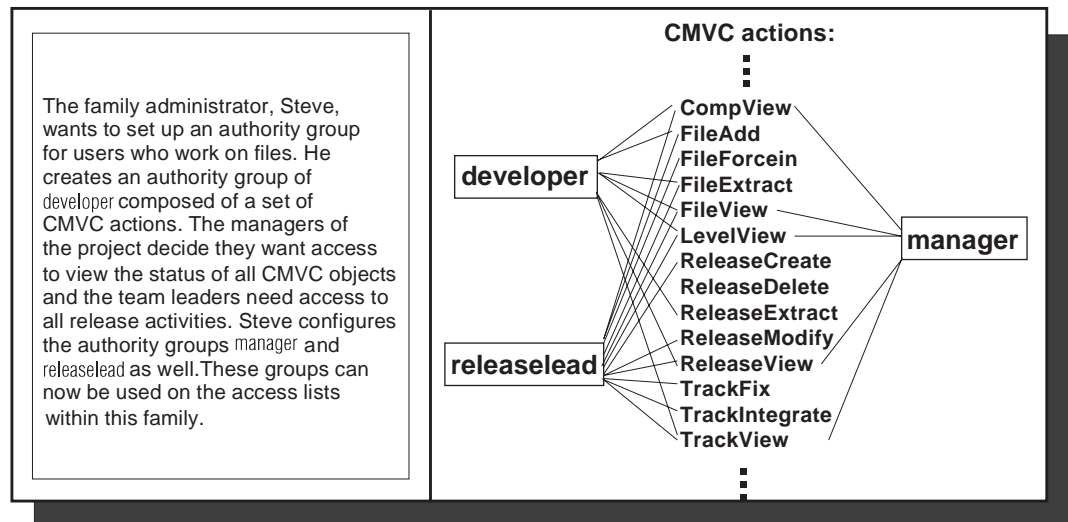 The family administrator, Steve,
wants to set up an authority group
for users who work on files. He
creates an authority group of
developer composed of a set of
CMVC actions. The managers of
the project decide they want access
to view the status of all CMVC objects
and the team leaders need access to
all release activities. Steve configures
the authority groups manager and
releaselead as well.These groups can
now be used on the access lists
within this family.
CMVC actions:
developer
releaselead
CompView
FileAdd
FileForcein
FileExtract
FileView
LevelView
ReleaseCreate
ReleaseDelete
ReleaseExtract
ReleaseModify
ReleaseView
TrackFix
TrackIntegrate
TrackView
manager